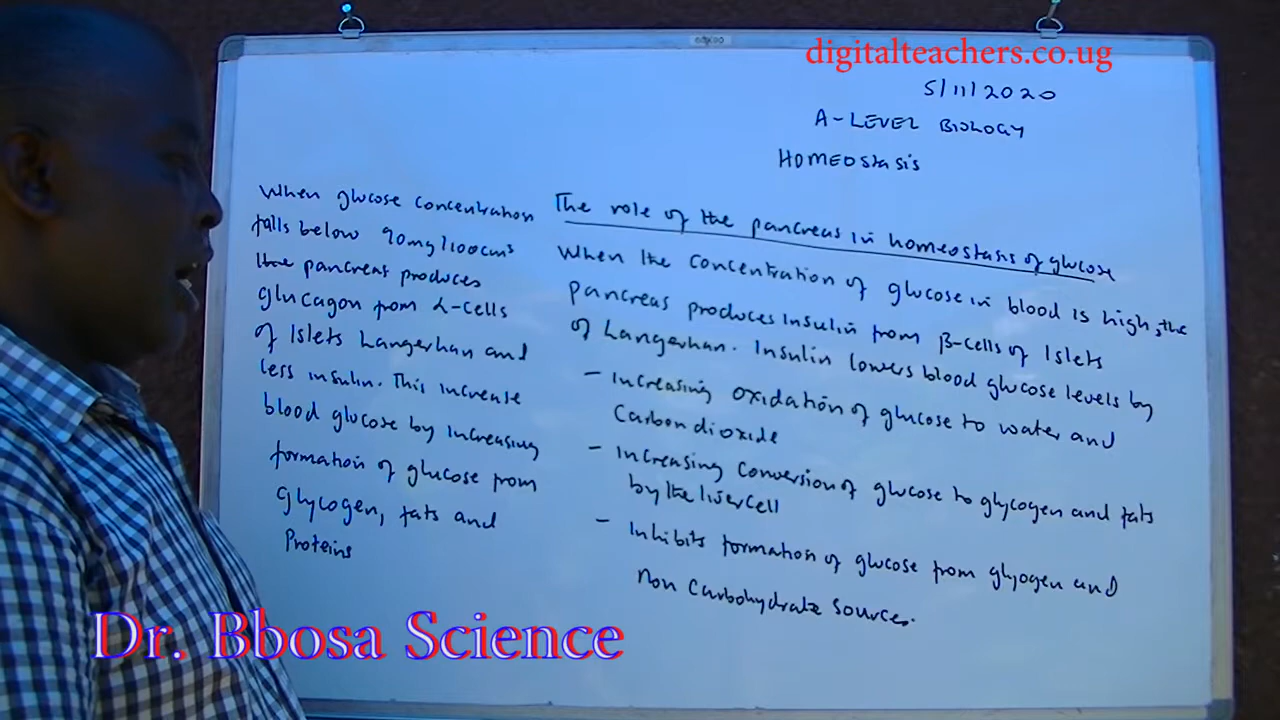 digitalteachers.co.ug
5/11/2020
A-LEVEL BIOLOGY
HOMEOSTASIS
The role of the pancreas in homeostasis of glucose
When the concentration of glucose in blood is high, the
pancreas produces insulin from β-cells of Islets
of Langerhan. Insulin lowers blood glucose levels by
- Increasing oxidation of glucose to water and
Carbondioxide
- Increasing Conversion of glucose to glycogen and fats
by the liver cell
- Inhibits formation of glucose from glyogen and
non Carbohydrate sources.
When glucose concentration
falls below 90mg/100cm³
the pancreas produces
glucagon from α-cells
of Islets Langerhan and
less insulin. This increase
blood glucose by increasing
formation of glucose from
glycogen, fats and
Proteins
Dr. Bbosa Science